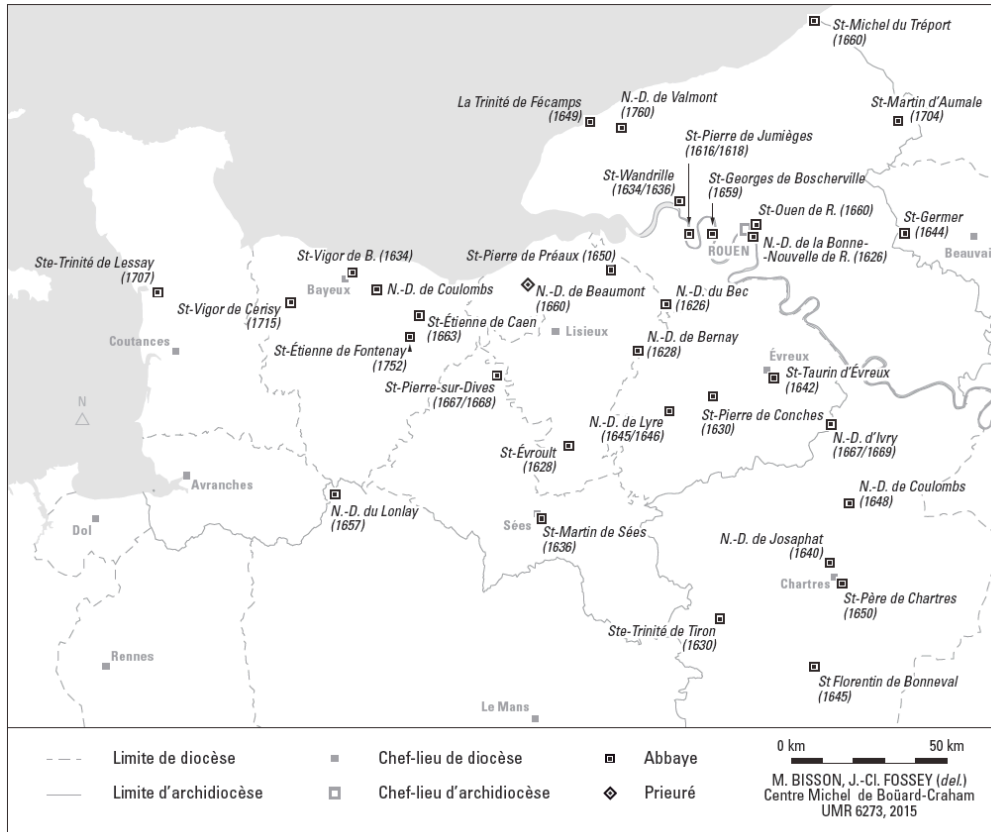 St-Michel du Tréport
(1660)
La Trinité de Fécamps
(1649)
N.-D. de Valmont
(1760)
St-Martin d'Aumale
(1704)
St-Pierre de Jumièges
(1616/1618)
St-Wandrille
(1634/1636)
St-Georges de Boscherville
(1659)
St-Ouen de R. (1660)
ROUEN
N.-D. de la Bonne-
-Nouvelle de R. (1626)
St-Germer
(1644)
Beauvai
Ste-Trinité de Lessay
(1707)
St-Vigor de B. (1634)
Bayeux
N.-D. de Coulombs
St-Vigor de Cerisy
(1715)
St-Pierre de Préaux (1650)
N.-D. de Beaumont
(1660)
N.-D. du Bec
(1626)
St-Étienne de Caen
(1663)
Lisieux
Coutances
St-Étienne de Fontenay
(1752)
N.-D. de Bernay
(1628)
Évreux
St-Taurin d'Évreux
(1642)
St-Pierre-sur-Dives
(1667/1668)
N
N.-D. de Lyre
(1645/1646)
St-Pierre de Conches
(1630)
N.-D. d'Ivry
(1667/1669)
St-Évroult
(1628)
Avranches
N.-D. du Lonlay
(1657)
Dol
Sées
St-Martin de Sées
(1636)
N.-D. de Coulombs
(1648)
N.-D. de Josaphat
(1640)
Chartres
St-Père de Chartres
(1650)
Ste-Trinité de Tiron
(1630)
Rennes
St Florentin de Bonneval
(1645)
Le Mans
Limite de diocèse
Chef-lieu de diocèse
Abbaye
Limite d'archidiocèse
Chef-lieu d'archidiocèse
Prieuré
0 km 50 km
M. BISSON, J.-Cl. FOSSEY (del.)
Centre Michel de Boüard-Craham
UMR 6273, 2015